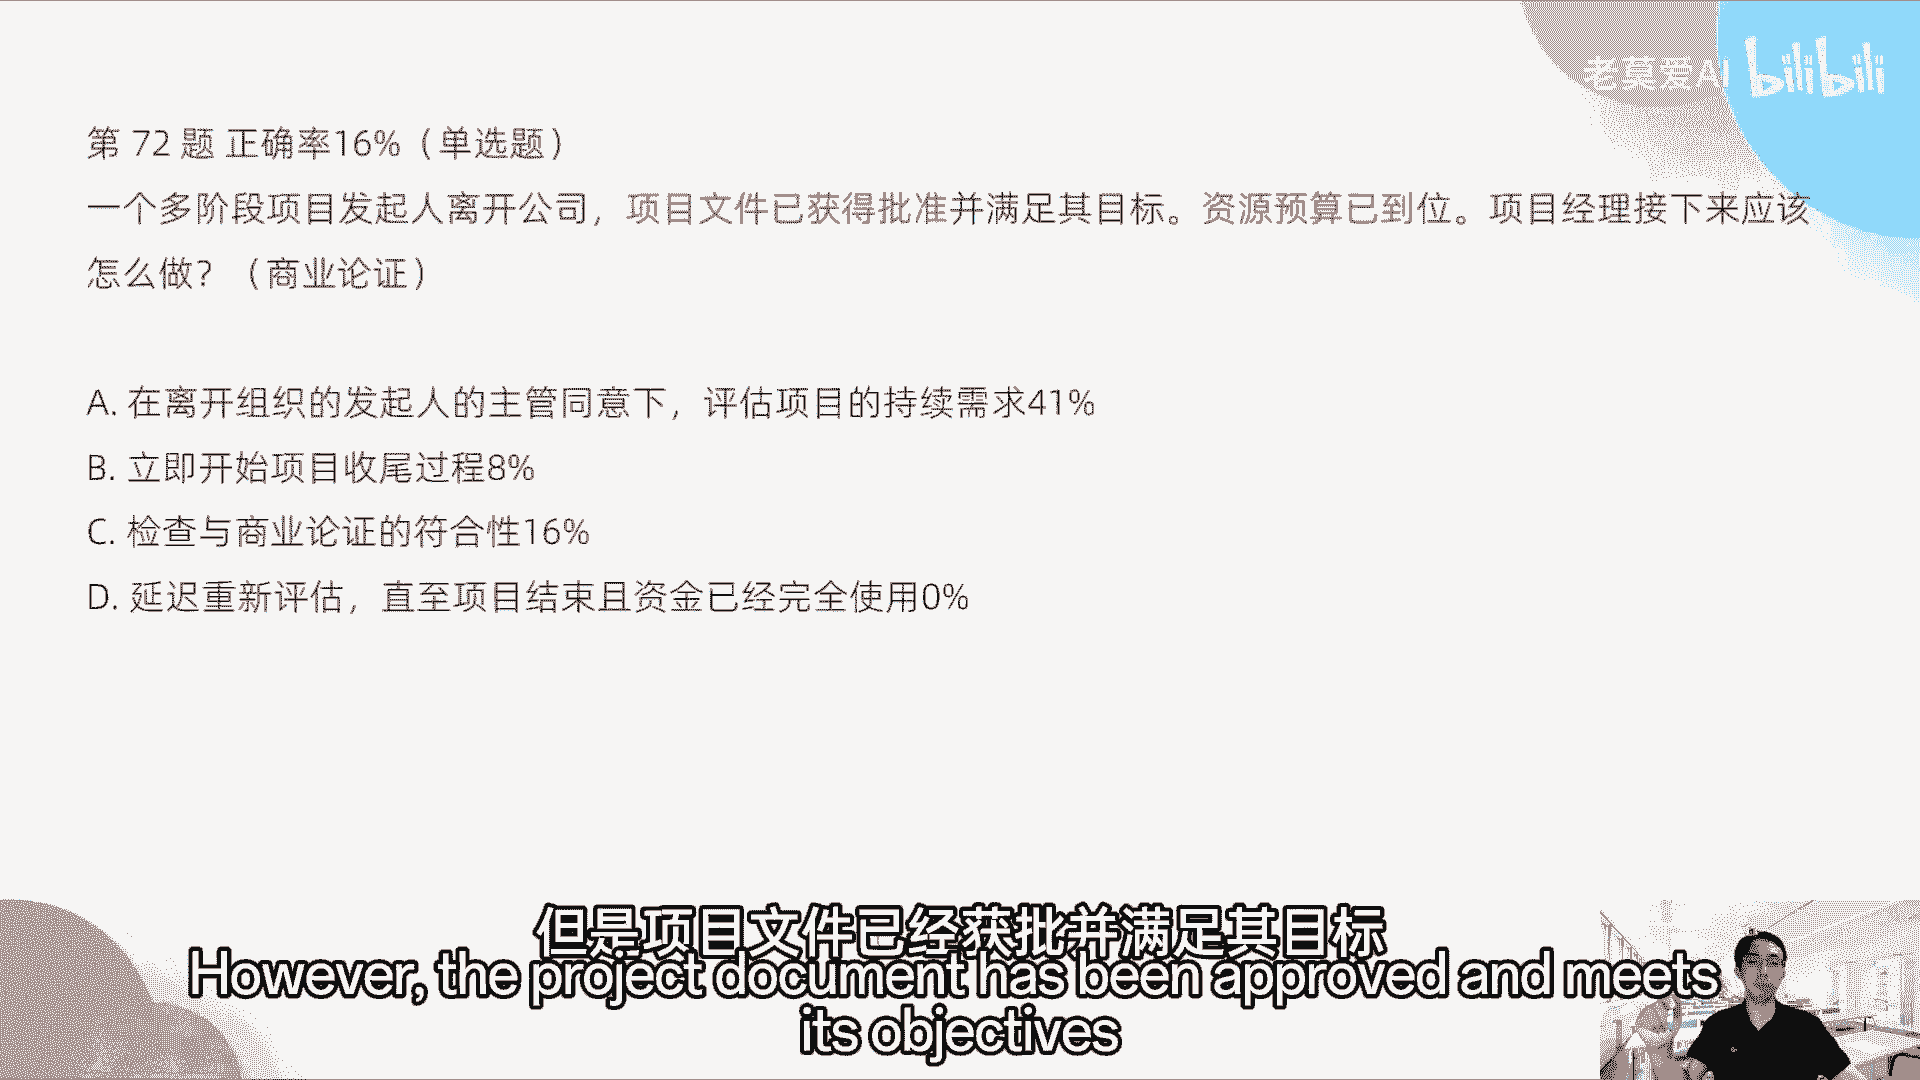 老莫爱AI bilibili
第 72 题 正确率16%（单选题）
一个多阶段项目发起人离开公司，项目文件已获得批准并满足其目标。资源预算已到位。项目经理接下来应该
怎么做？（商业论证）
A. 在离开组织的发起人的主管同意下，评估项目的持续需求41%
B. 立即开始项目收尾过程8%
C. 检查与商业论证的符合性16%
D. 延迟重新评估，直至项目结束且资金已经完全使用0%
但是项目文件已经获批并满足其目标
However, the project document has been approved and meets
its objectives